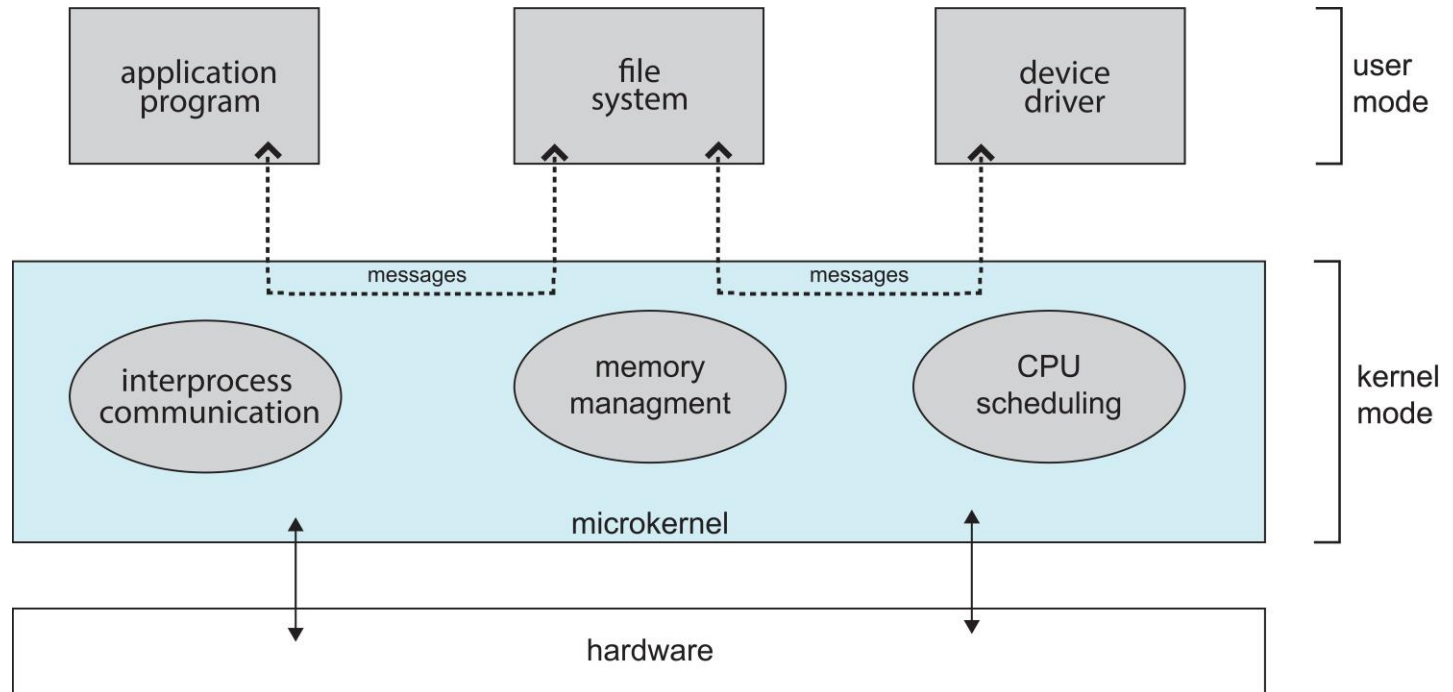 application
program
file
system
device
driver
user
mode
messages
messages
interprocess
communication
memory
managment
CPU
scheduling
kernel
mode
microkernel
hardware